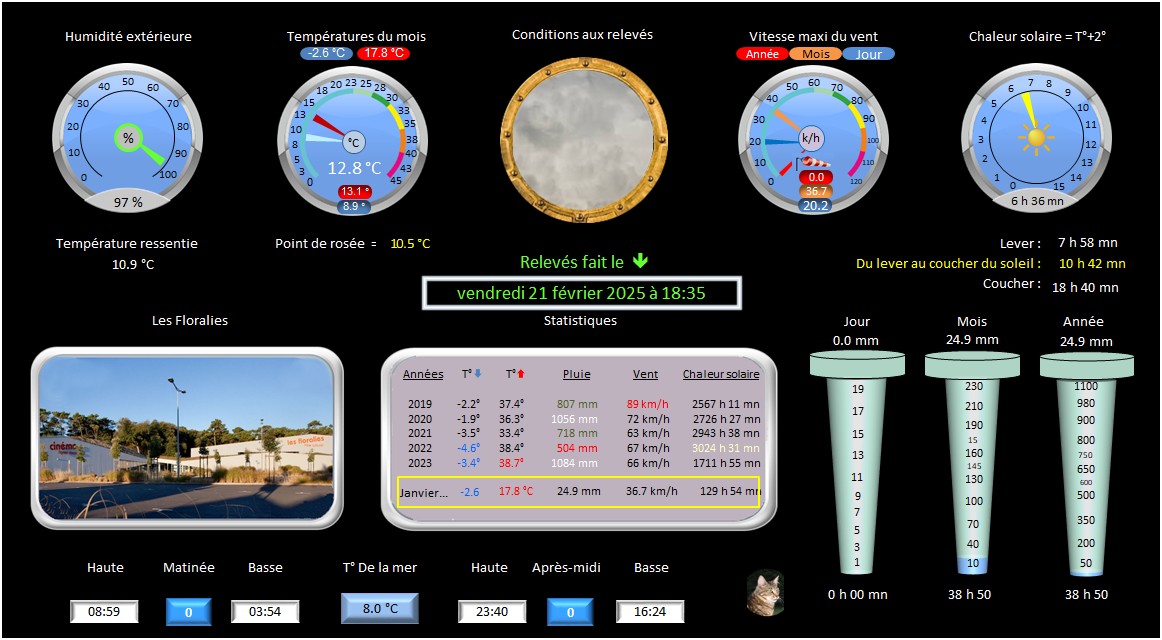 Humidité extérieure
Températures du mois
-2.6 °C 17.8 °C
Conditions aux relevés
Vitesse maxi du vent
Année Mois Jour
Chaleur solaire = T°+2°
0 10 20 30 40 50 60 70 80 90 100
%
97 %
0 3 5 8 10 13 15 18 20 23 25 28 30 33 35 38 40 43 45
°C
12.8 °C
13.1 °
8.9 °
0 10 20 30 40 50 60 70 80 90 100 110 120
k/h
0.0
36.7
20.2
0 1 2 3 4 5 6 7 8 9 10 11 12 13 14 15
6 h 36 mn
Température ressentie
10.9 °C
Point de rosée = 10.5 °C
Relevés fait le
vendredi 21 février 2025 à 18:35
Lever : 7 h 58 mn
Du lever au coucher du soleil : 10 h 42 mn
Coucher : 18 h 40 mn
Les Floralies
cinéma
les floralies
Statistiques
Années T° T° Pluie Vent Chaleur solaire
2019 -2.2° 37.4° 807 mm 89 km/h 2567 h 11 mn
2020 -1.9° 36.3° 1056 mm 72 km/h 2726 h 27 mn
2021 -3.5° 33.4° 718 mm 63 km/h 2943 h 38 mn
2022 -4.6° 38.4° 504 mm 67 km/h 3024 h 31 mn
2023 -3.4° 38.7° 1084 mm 66 km/h 1711 h 55 mn
Janvier... -2.6 17.8 °C 24.9 mm 36.7 km/h 129 h 54 mn
Jour
0.0 mm
19
17
15
13
11
9
7
5
3
1
0 h 00 mn
Mois
24.9 mm
230
210
190
15
160
145
130
100
70
40
10
38 h 50
Année
24.9 mm
1100
980
900
800
750
650
600
500
350
200
50
38 h 50
Haute Matinée Basse
08:59 0 03:54
T° De la mer
8.0 °C
Haute Après-midi Basse
23:40 0 16:24